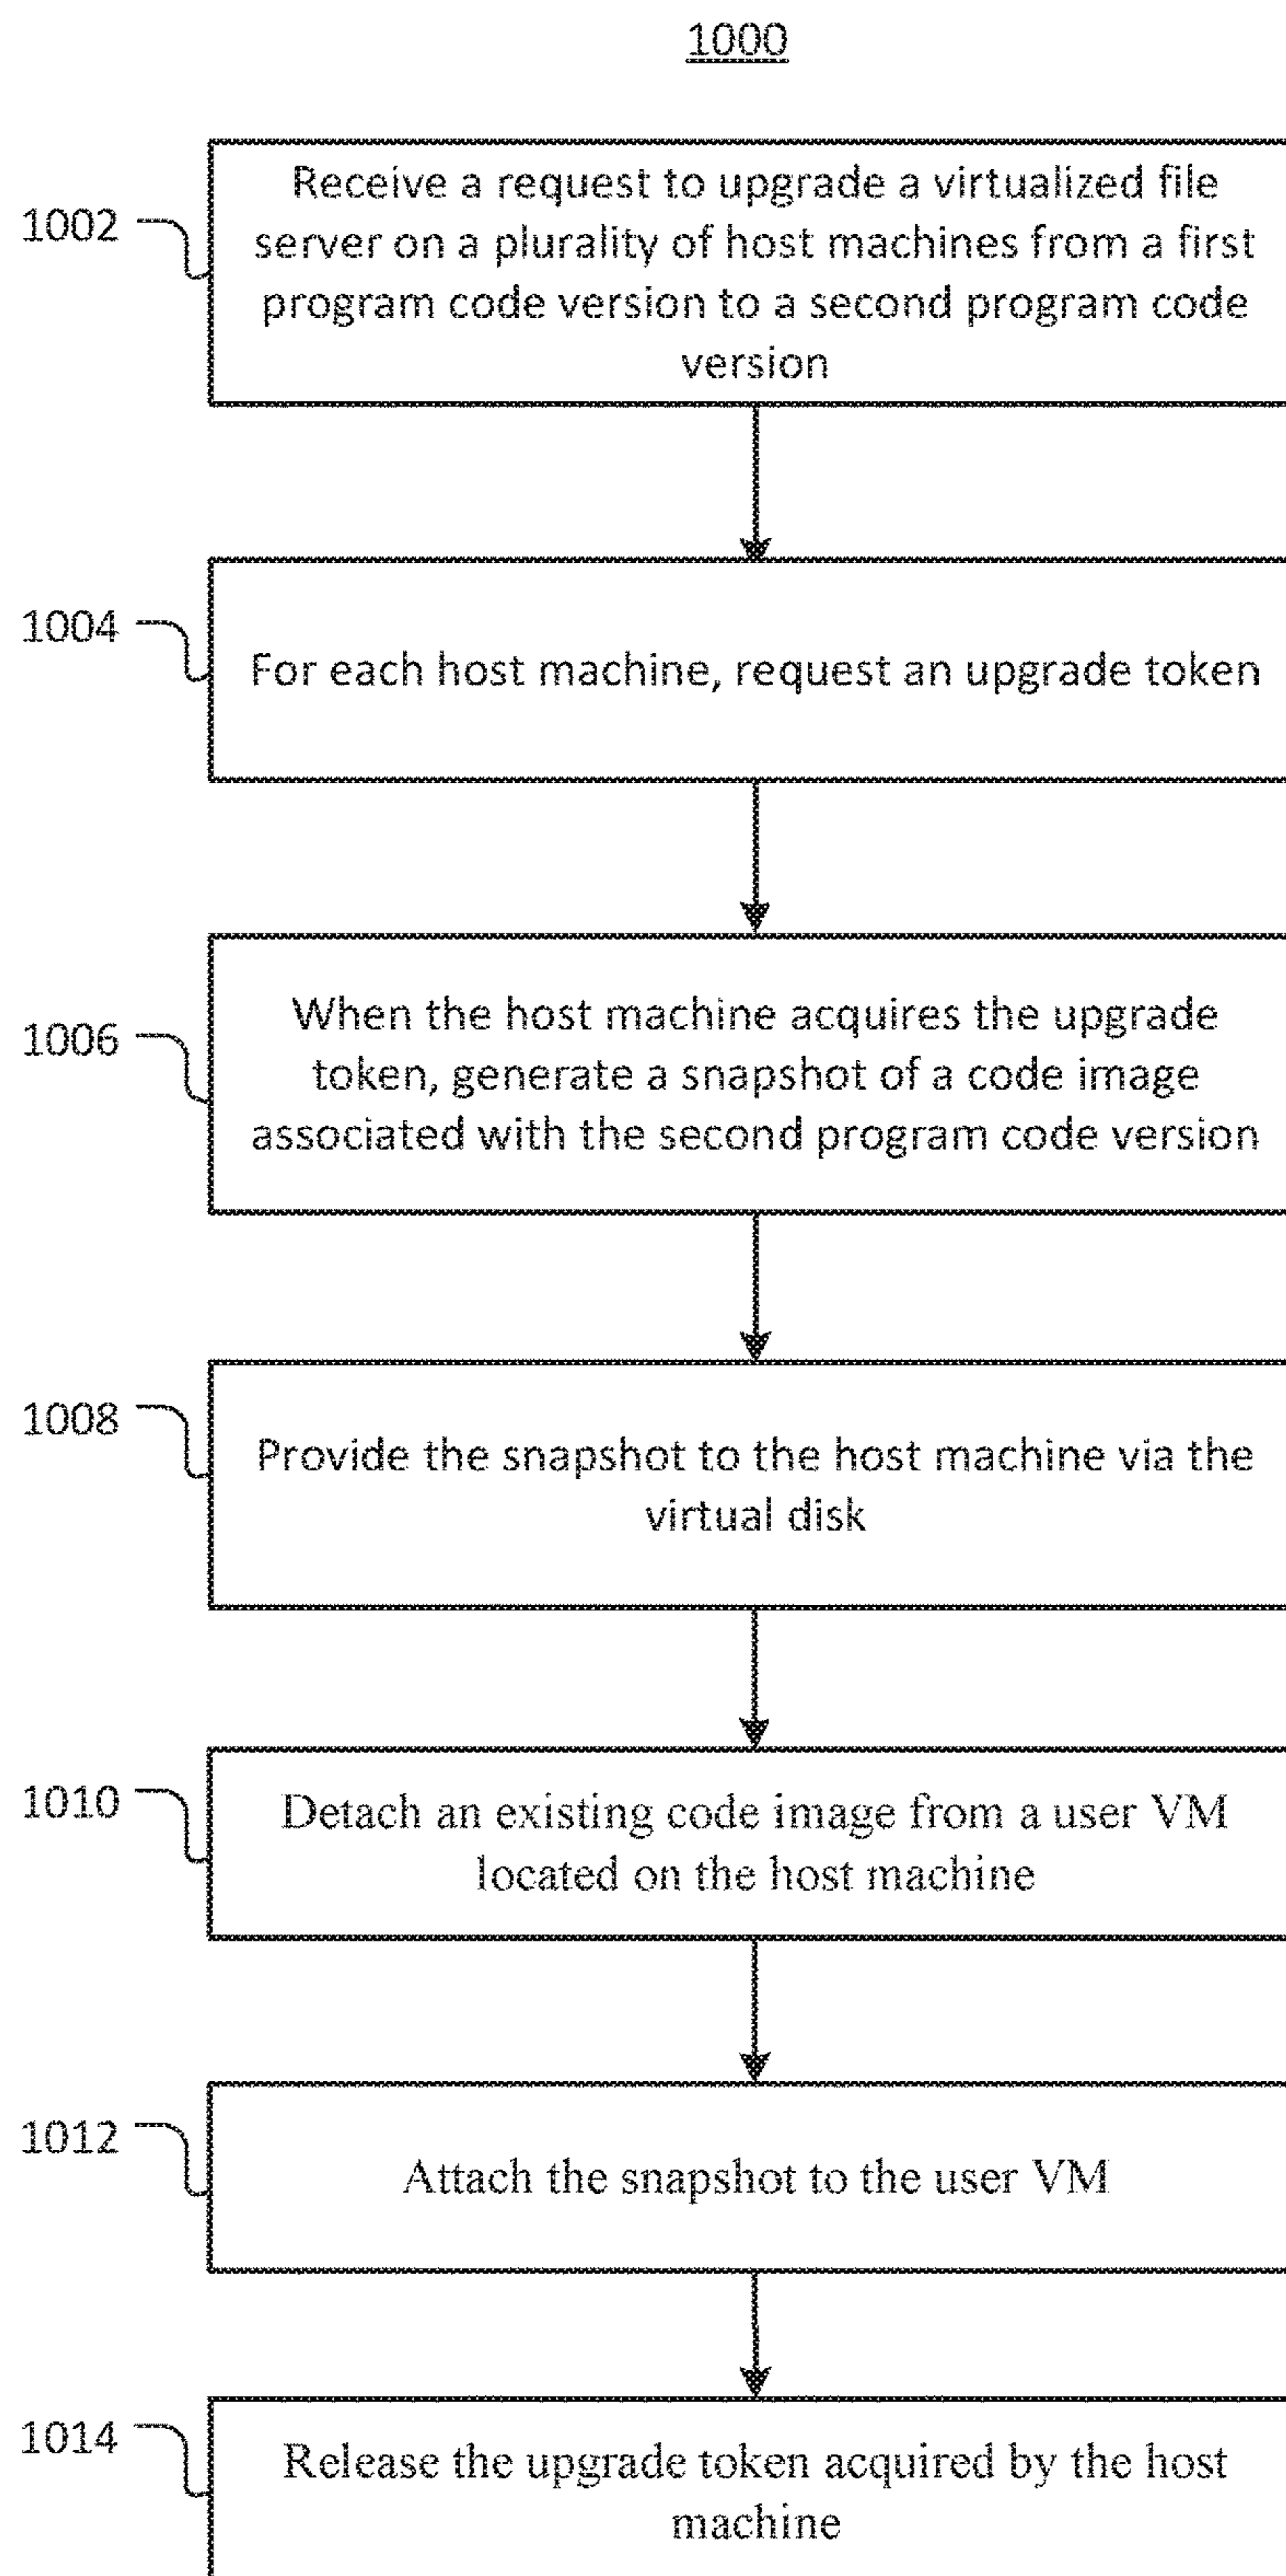 1000
1002
Receive a request to upgrade a virtualized file
server on a plurality of host machines from a first
program code version to a second program code
version
1004
For each host machine, request an upgrade token
1006
When the host machine acquires the upgrade
token, generate a snapshot of a code image
associated with the second program code version
1008
Provide the snapshot to the host machine via the
virtual disk
1010
Detach an existing code image from a user VM
located on the host machine
1012
Attach the snapshot to the user VM
1014
Release the upgrade token acquired by the host
machine